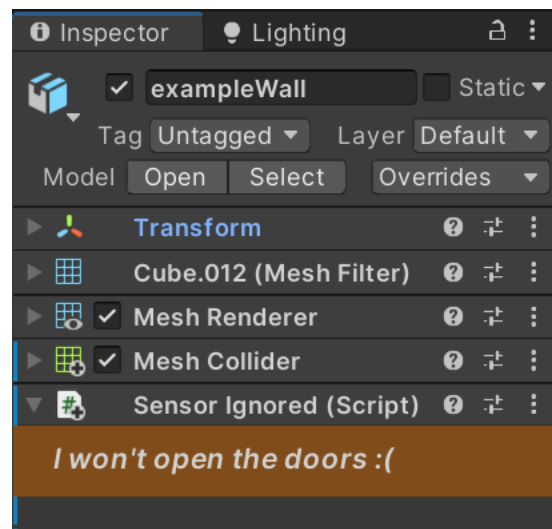 Inspector Lighting
exampleWall Static
Tag Untagged Layer Default
Model Open Select Overrides
Transform
Cube.012 (Mesh Filter)
Mesh Renderer
Mesh Collider
# Sensor Ignored (Script)
I won't open the doors :(